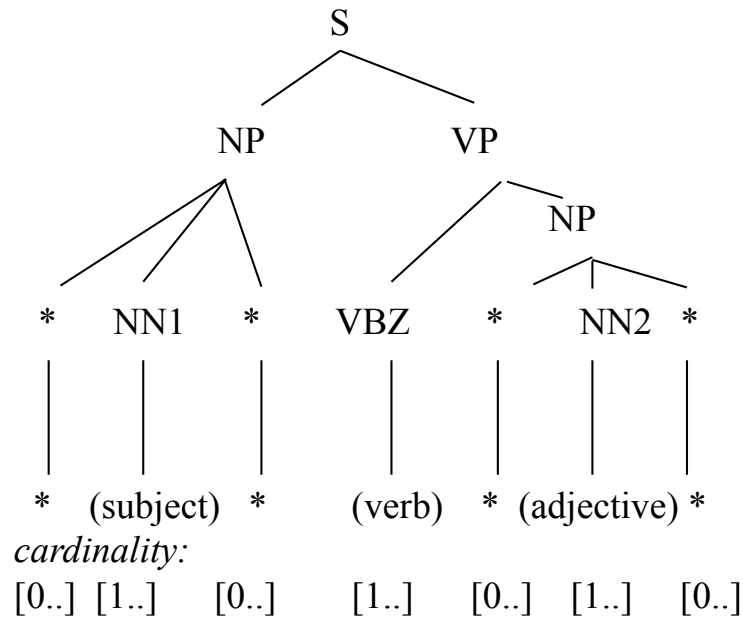 S
NP VP
NP
* NN1 * VBZ * NN2 *
* (subject) * (verb) * (adjective) *
cardinality:
[0..] [1..] [0..] [1..] [0..] [1..] [0..]